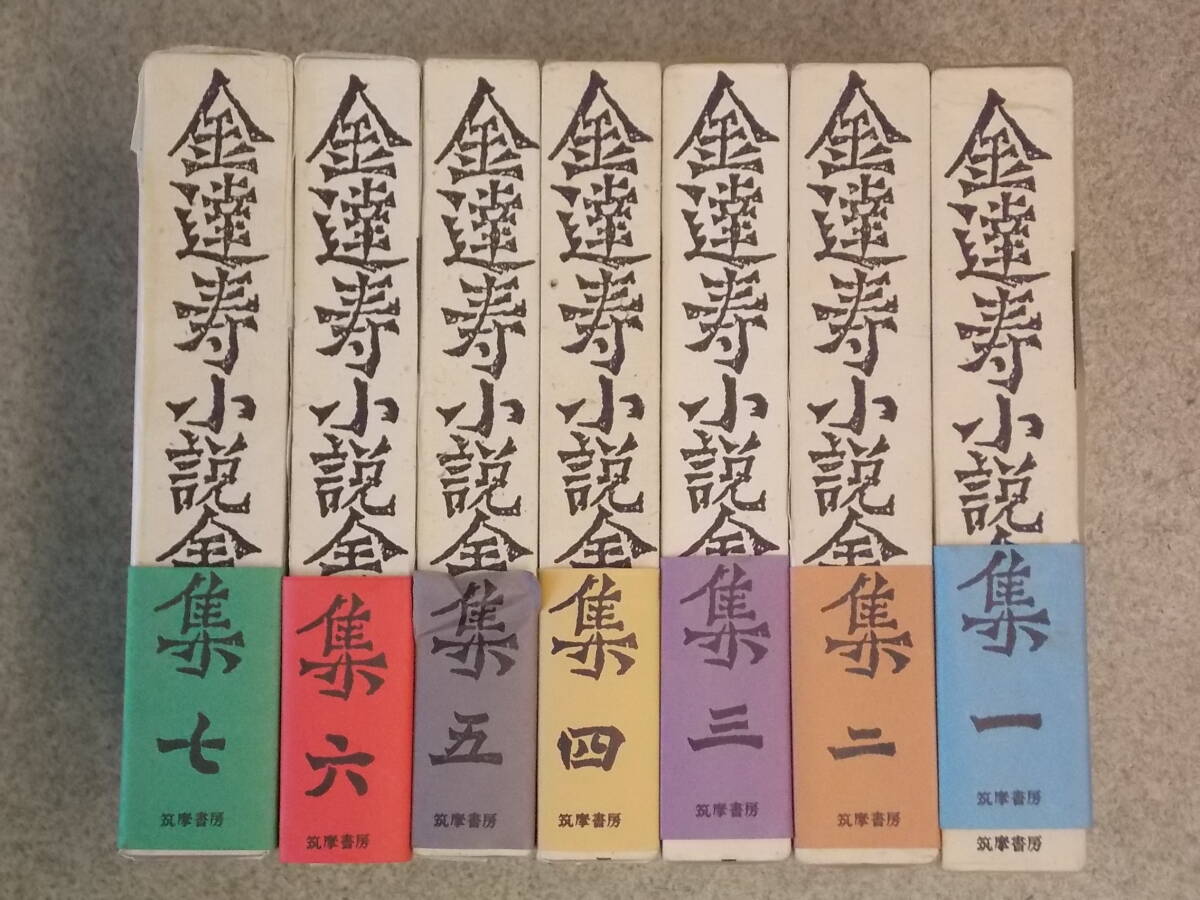 金達寿小説全集 一
筑摩書房
筑摩書房
金達寿小説全集 二
筑摩書房
金達寿小説全集 三
筑摩書房
金達寿小説全集 四
筑摩書房
金達寿小説全集 五
筑摩書房
金達寿小説全集 六
筑摩書房
金達寿小説全集 七
筑摩書房